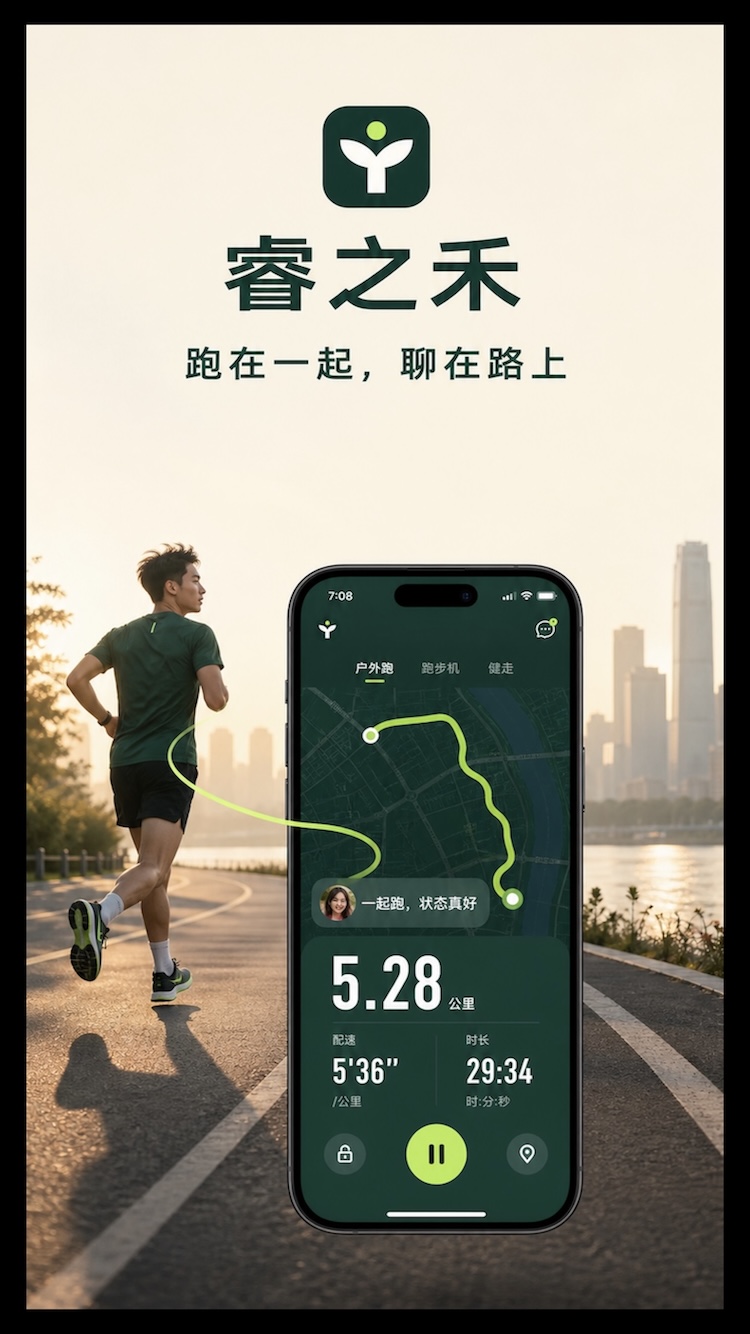 睿之禾
跑在一起，聊在路上
7:08
户外跑 跑步机 健走
一起跑，状态真好
5.28 公里
配速 时长
5'36" 29:34
/公里 时:分:秒